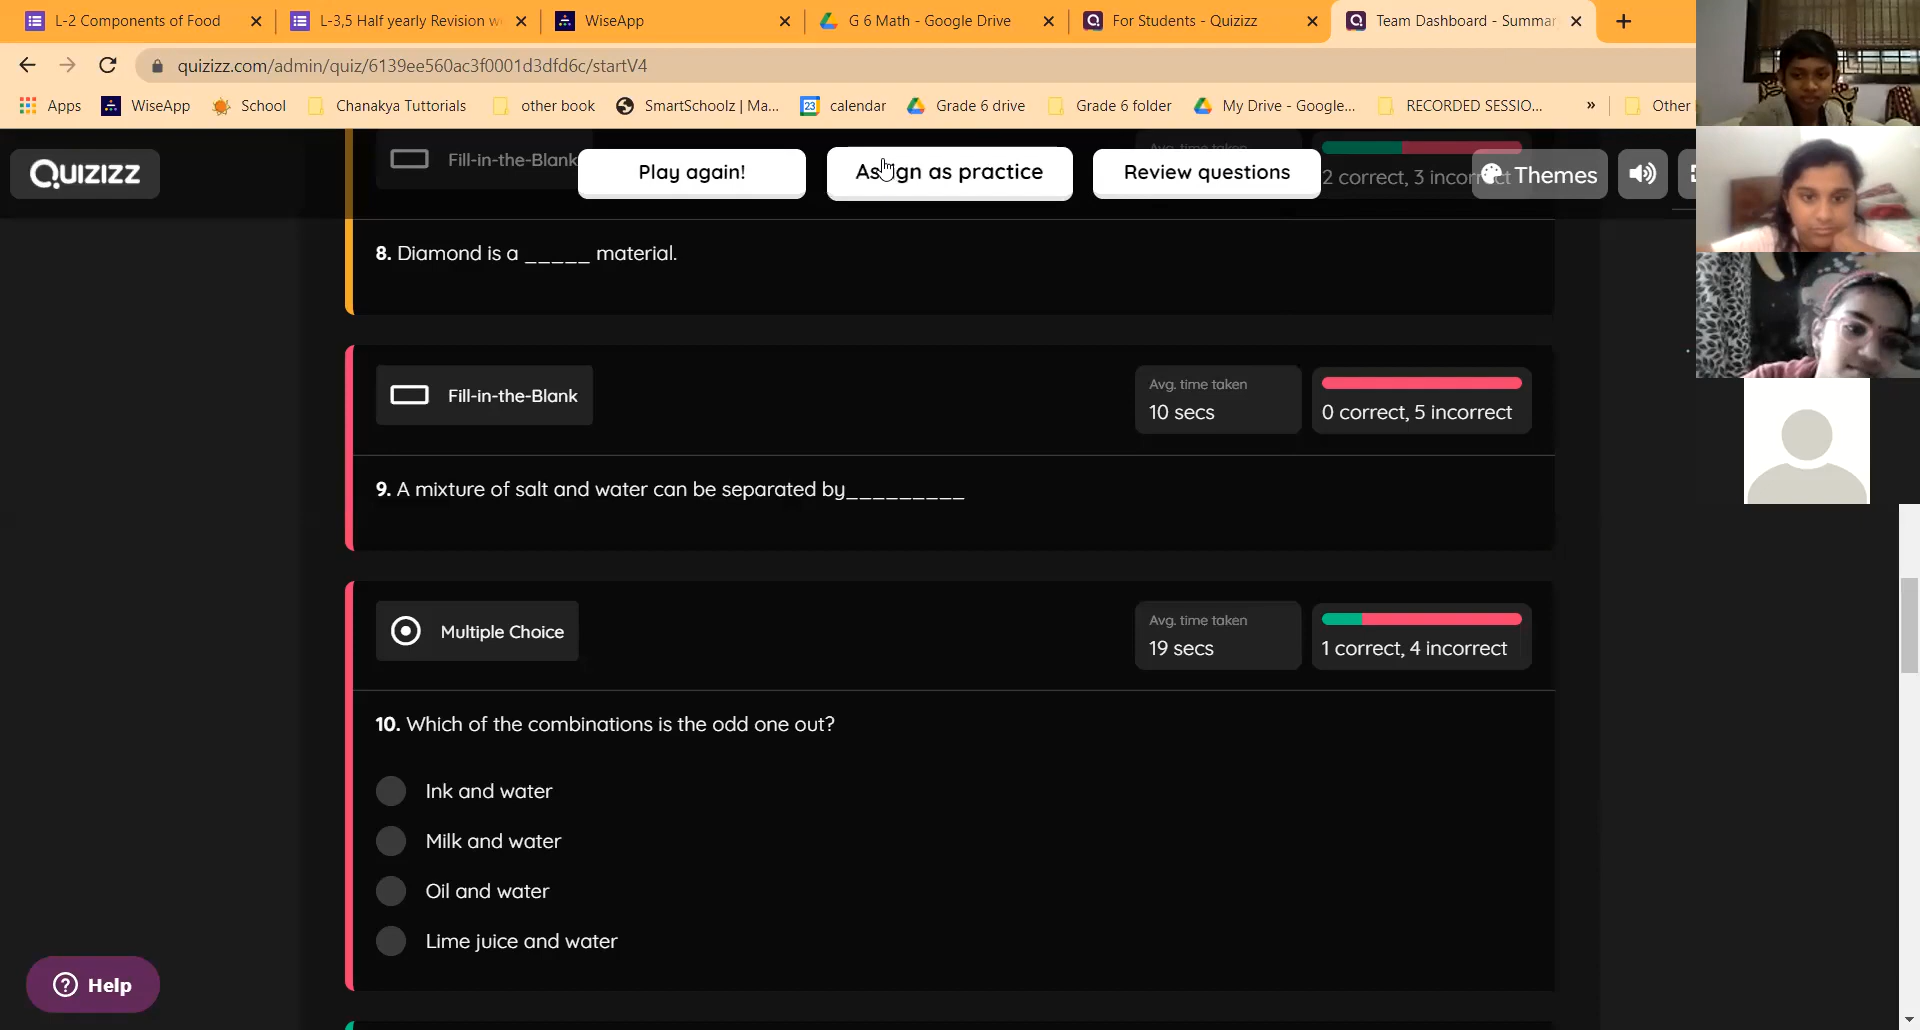 L-2 Components of Food
L-3,5 Half yearly Revision w
WiseApp
G 6 Math - Google Drive
For Students - Quizizz
Team Dashboard - Summar
quizizz.com/admin/quiz/6139ee560ac3f0001d3dfd6c/startV4
Apps
WiseApp
School
Chanakya Tuttorials
other book
SmartSchoolz | Ma...
23
calendar
Grade 6 drive
Grade 6 folder
My Drive - Google...
RECORDED SESSIO...
»
Other
Quizizz
Fill-in-the-Blank
Play again!
Assign as practice
Review questions
Avg. time taken
2 correct, 3 incorrect
Themes
8. Diamond is a _____ material.
Fill-in-the-Blank
Avg. time taken
10 secs
0 correct, 5 incorrect
9. A mixture of salt and water can be separated by_________
Multiple Choice
Avg. time taken
19 secs
1 correct, 4 incorrect
10. Which of the combinations is the odd one out?
Ink and water
Milk and water
Oil and water
Lime juice and water
? Help